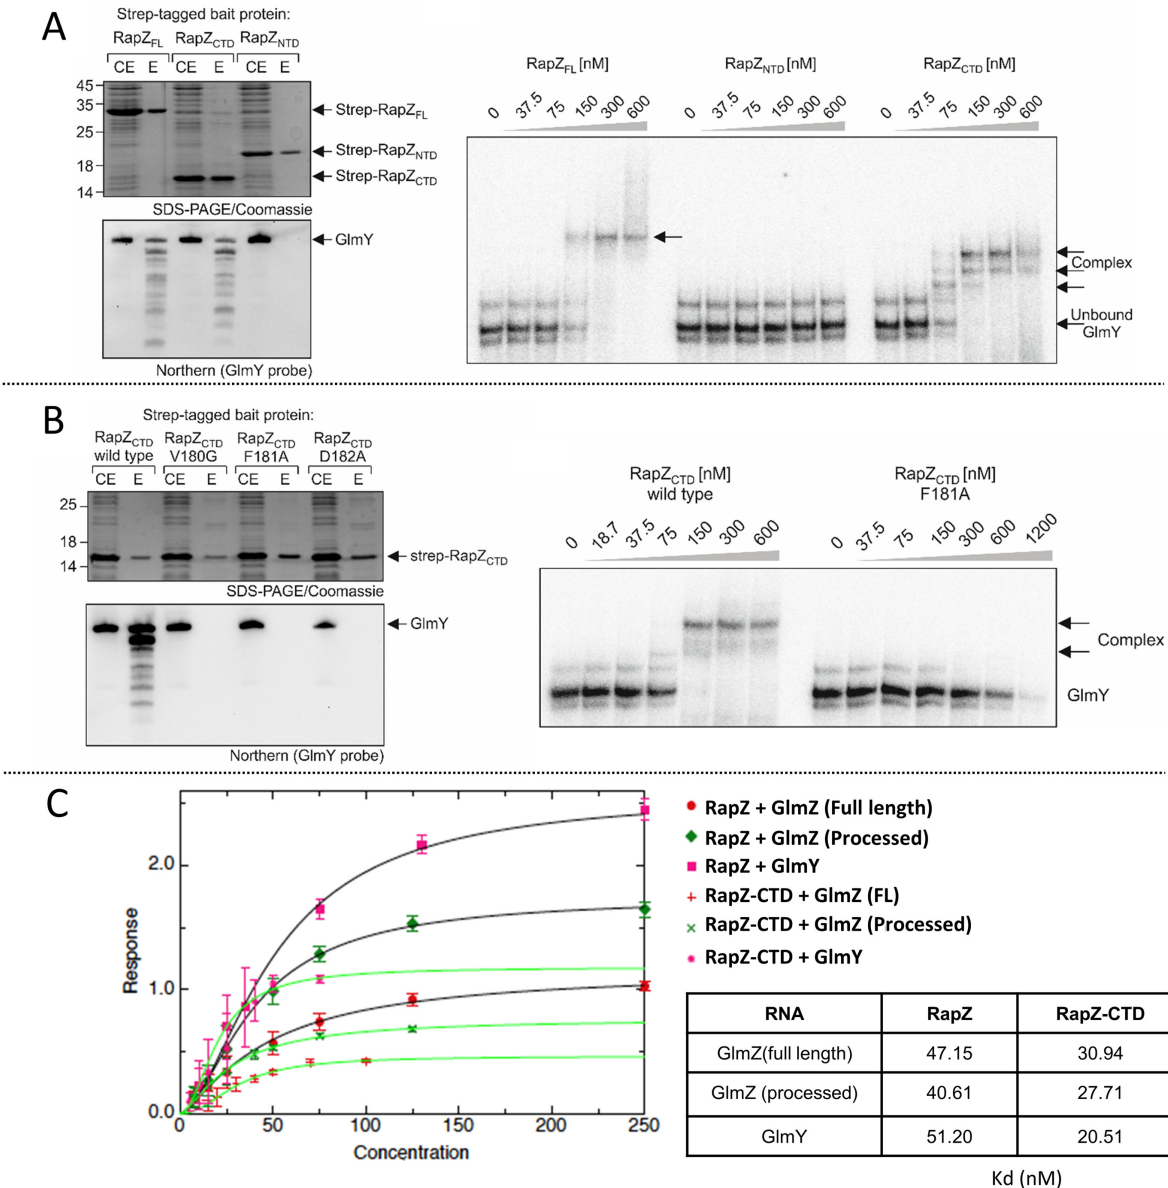 A
Strep-tagged bait protein:
RapZFL RapZCTD RapZNTD
CE E CE E CE E
45
35
25
18
14
Strep-RapZFL
Strep-RapZNTD
Strep-RapZCTD
SDS-PAGE/Coomassie
GlmY
Northern (GlmY probe)
RapZFL [nM]
0 37.5 75 150 300 600
RapZNTD [nM]
0 37.5 75 150 300 600
RapZCTD [nM]
0 37.5 75 150 300 600
Complex
Unbound
GlmY
B
Strep-tagged bait protein:
RapZCTD RapZCTD RapZCTD RapZCTD
wild type V180G F181A D182A
CE E CE E CE E CE E
25
18
14
strep-RapZCTD
SDS-PAGE/Coomassie
GlmY
Northern (GlmY probe)
RapZCTD [nM]
wild type
0 18.7 37.5 75 150 300 600
RapZCTD [nM]
F181A
0 37.5 75 150 300 600 1200
Complex
GlmY
C
Response
2.0
1.0
0.0
0 50 100 150 200 250
Concentration
RapZ + GlmZ (Full length)
RapZ + GlmZ (Processed)
RapZ + GlmY
RapZ-CTD + GlmZ (FL)
RapZ-CTD + GlmZ (Processed)
RapZ-CTD + GlmY
RNA RapZ RapZ-CTD
GlmZ(full length) 47.15 30.94
GlmZ (processed) 40.61 27.71
GlmY 51.20 20.51
Kd (nM)